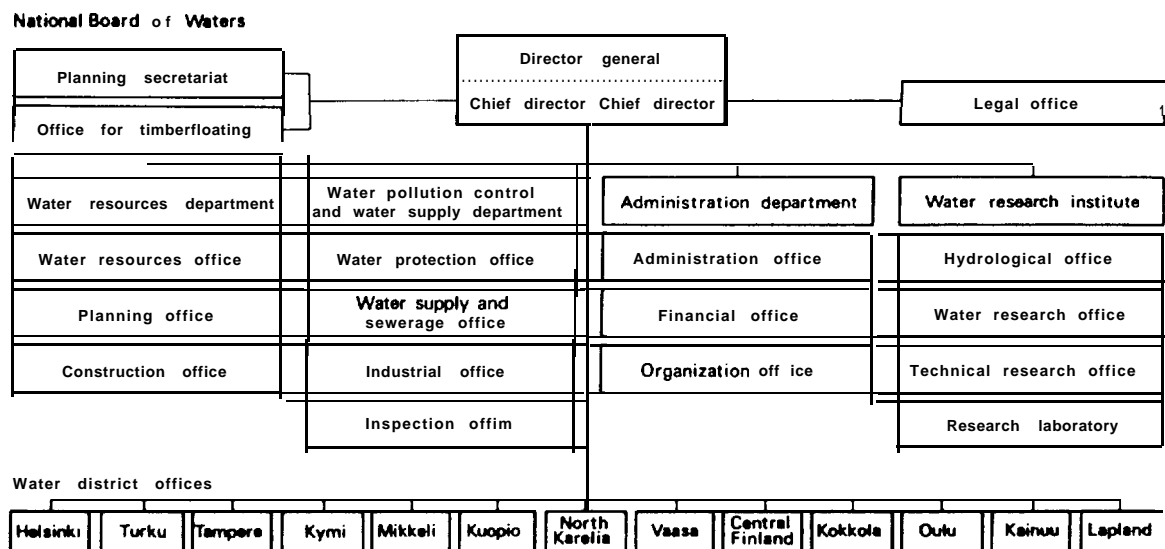 National Board of Waters
Planning secretariat
Office for timberfloating
Director general
Chief director Chief director
Legal office
Water resources department
Water pollution control
and water supply department
Administration department
Water research institute
Water resources office
Water protection office
Administration office
Hydrological office
Planning office
Water supply and
sewerage office
Financial office
Water research office
Construction office
Industrial office
Organization off ice
Technical research office
Inspection offim
Research laboratory
Water district offices
Helsinki
Turku
Tampere
Kymi
Mikkeli
Kuopio
North
Karelia
Vaasa
Central
Finland
Kokkola
Oulu
Kainuu
Lapland